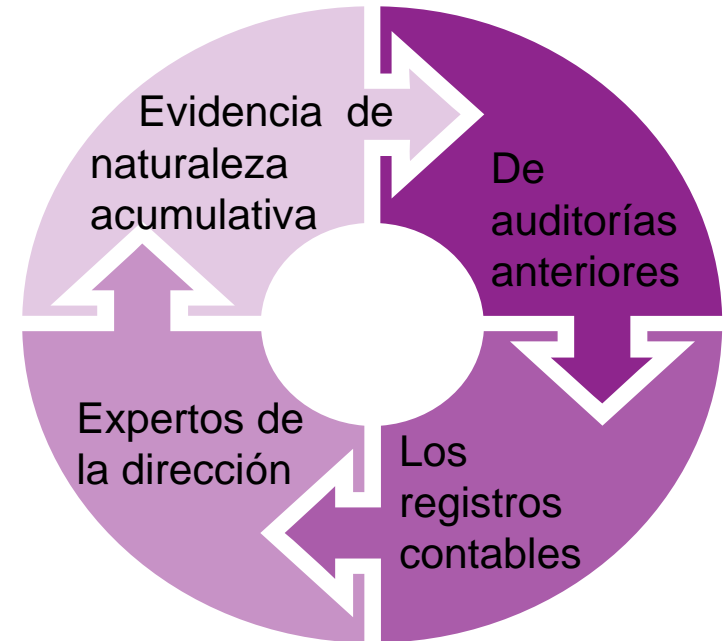 Evidencia de
naturaleza
acumulativa
De
auditorías
anteriores
Los
registros
contables
Expertos de
la dirección